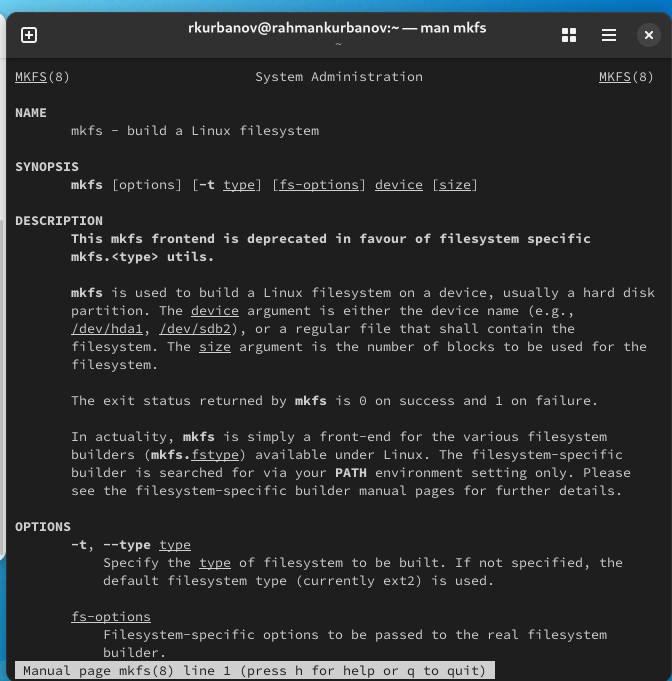 rkurbanov@rahmankurbanov:~ — man mkfs
~
MKFS(8) System Administration MKFS(8)
NAME
mkfs - build a Linux filesystem
SYNOPSIS
mkfs [options] [-t type] [fs-options] device [size]
DESCRIPTION
This mkfs frontend is deprecated in favour of filesystem specific
mkfs.<type> utils.
mkfs is used to build a Linux filesystem on a device, usually a hard disk
partition. The device argument is either the device name (e.g.,
/dev/hda1, /dev/sdb2), or a regular file that shall contain the
filesystem. The size argument is the number of blocks to be used for the
filesystem.
The exit status returned by mkfs is 0 on success and 1 on failure.
In actuality, mkfs is simply a front-end for the various filesystem
builders (mkfs.fstype) available under Linux. The filesystem-specific
builder is searched for via your PATH environment setting only. Please
see the filesystem-specific builder manual pages for further details.
OPTIONS
-t, --type type
Specify the type of filesystem to be built. If not specified, the
default filesystem type (currently ext2) is used.
fs-options
Filesystem-specific options to be passed to the real filesystem
builder.
Manual page mkfs(8) line 1 (press h for help or q to quit)